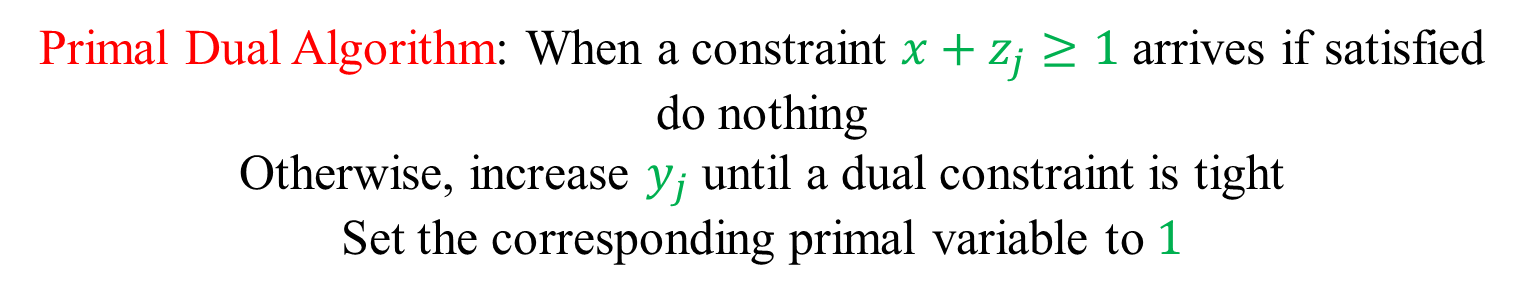 Primal Dual Algorithm: When a constraint x + z_j ≥ 1 arrives if satisfied
do nothing
Otherwise, increase y_j until a dual constraint is tight
Set the corresponding primal variable to 1